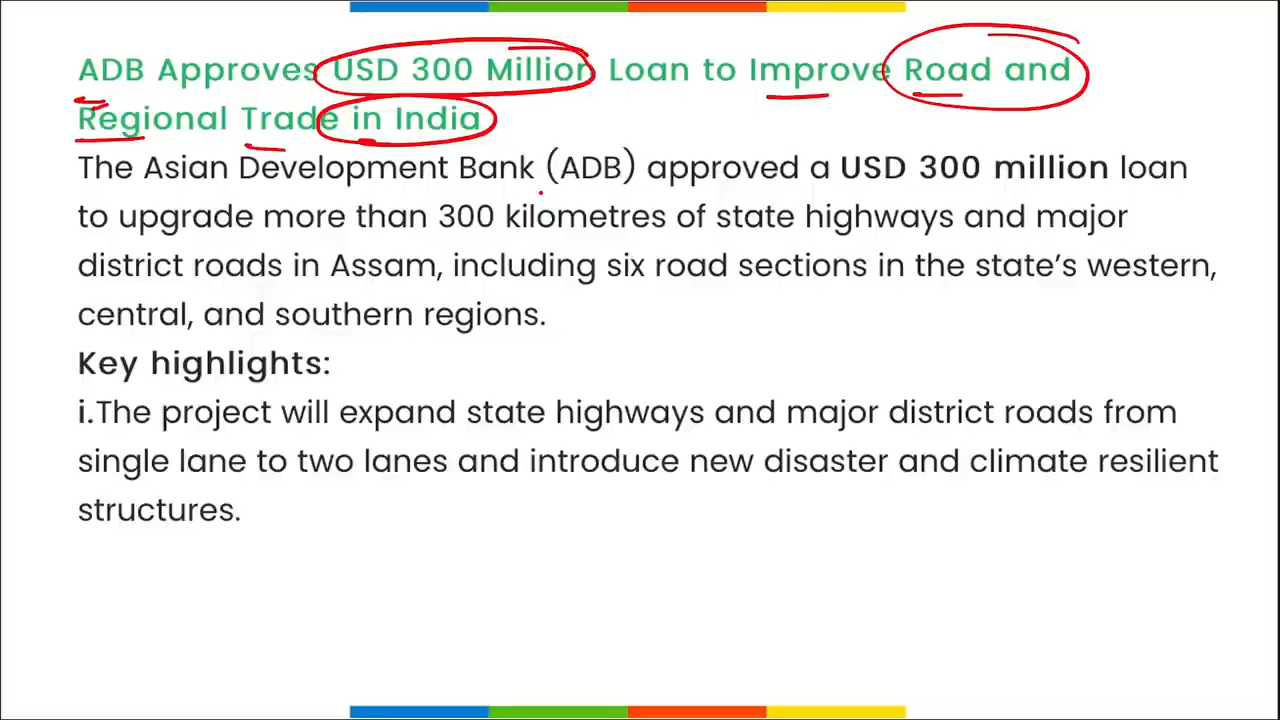 ADB Approves USD 300 Million Loan to Improve Road and
Regional Trade in India
The Asian Development Bank (ADB) approved a USD 300 million loan
to upgrade more than 300 kilometres of state highways and major
district roads in Assam, including six road sections in the state's western,
central, and southern regions.
Key highlights:
i.The project will expand state highways and major district roads from
single lane to two lanes and introduce new disaster and climate resilient
structures.